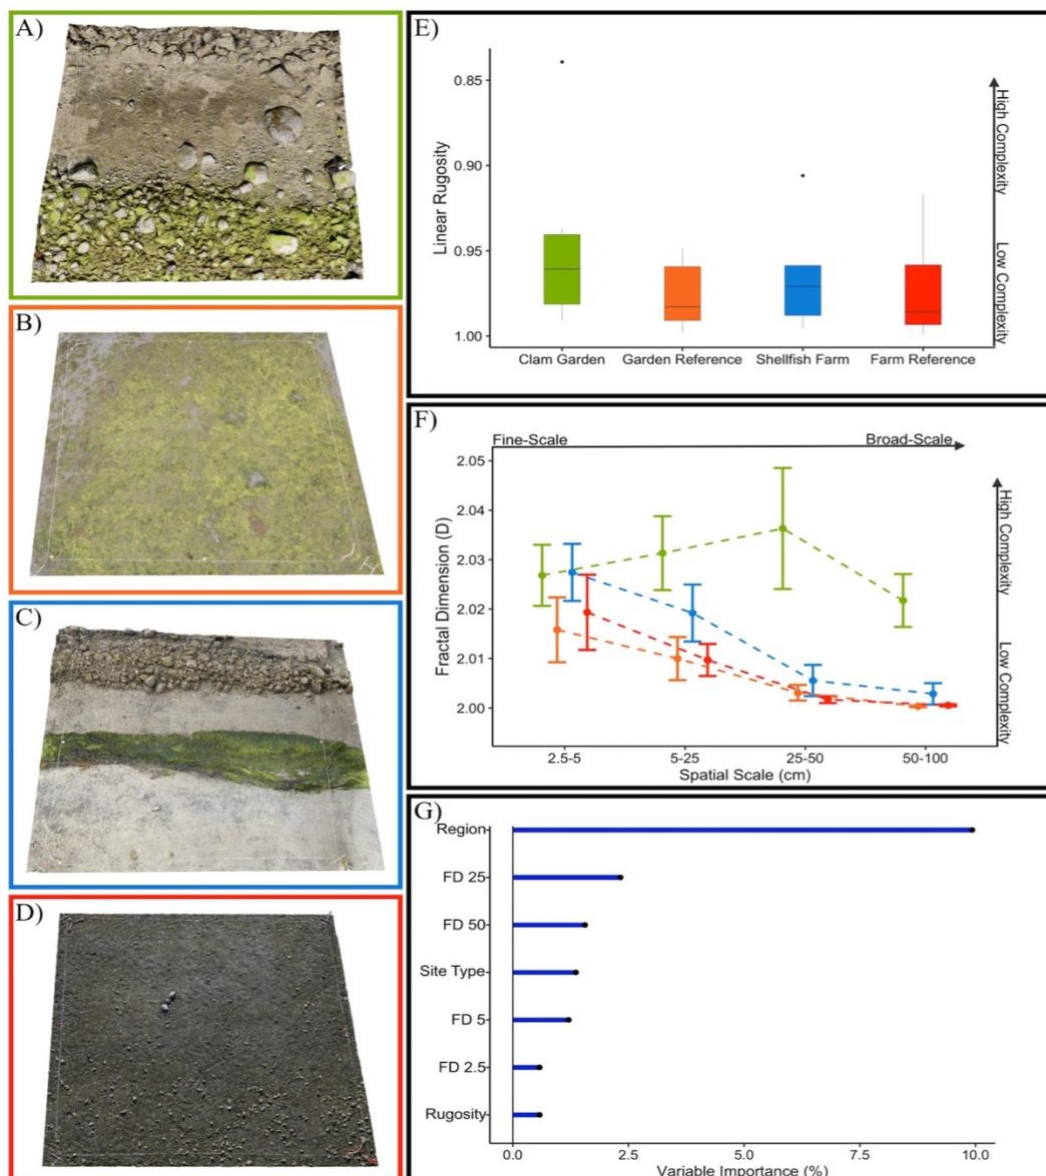 A)
B)
C)
D)
E)
0.85
0.90
0.95
1.00
Linear Rugosity
Clam Garden
Garden Reference
Shellfish Farm
Farm Reference
High Complexity
Low Complexity
F)
Fine-Scale
Broad-Scale
2.05
2.04
2.03
2.02
2.01
2.00
Fractal Dimension (D)
2.5-5
5-25
25-50
50-100
Spatial Scale (cm)
High Complexity
Low Complexity
G)
Region
FD 25
FD 50
Site Type
FD 5
FD 2.5
Rugosity
0.0
2.5
5.0
7.5
10.0
Variable Importance (%)